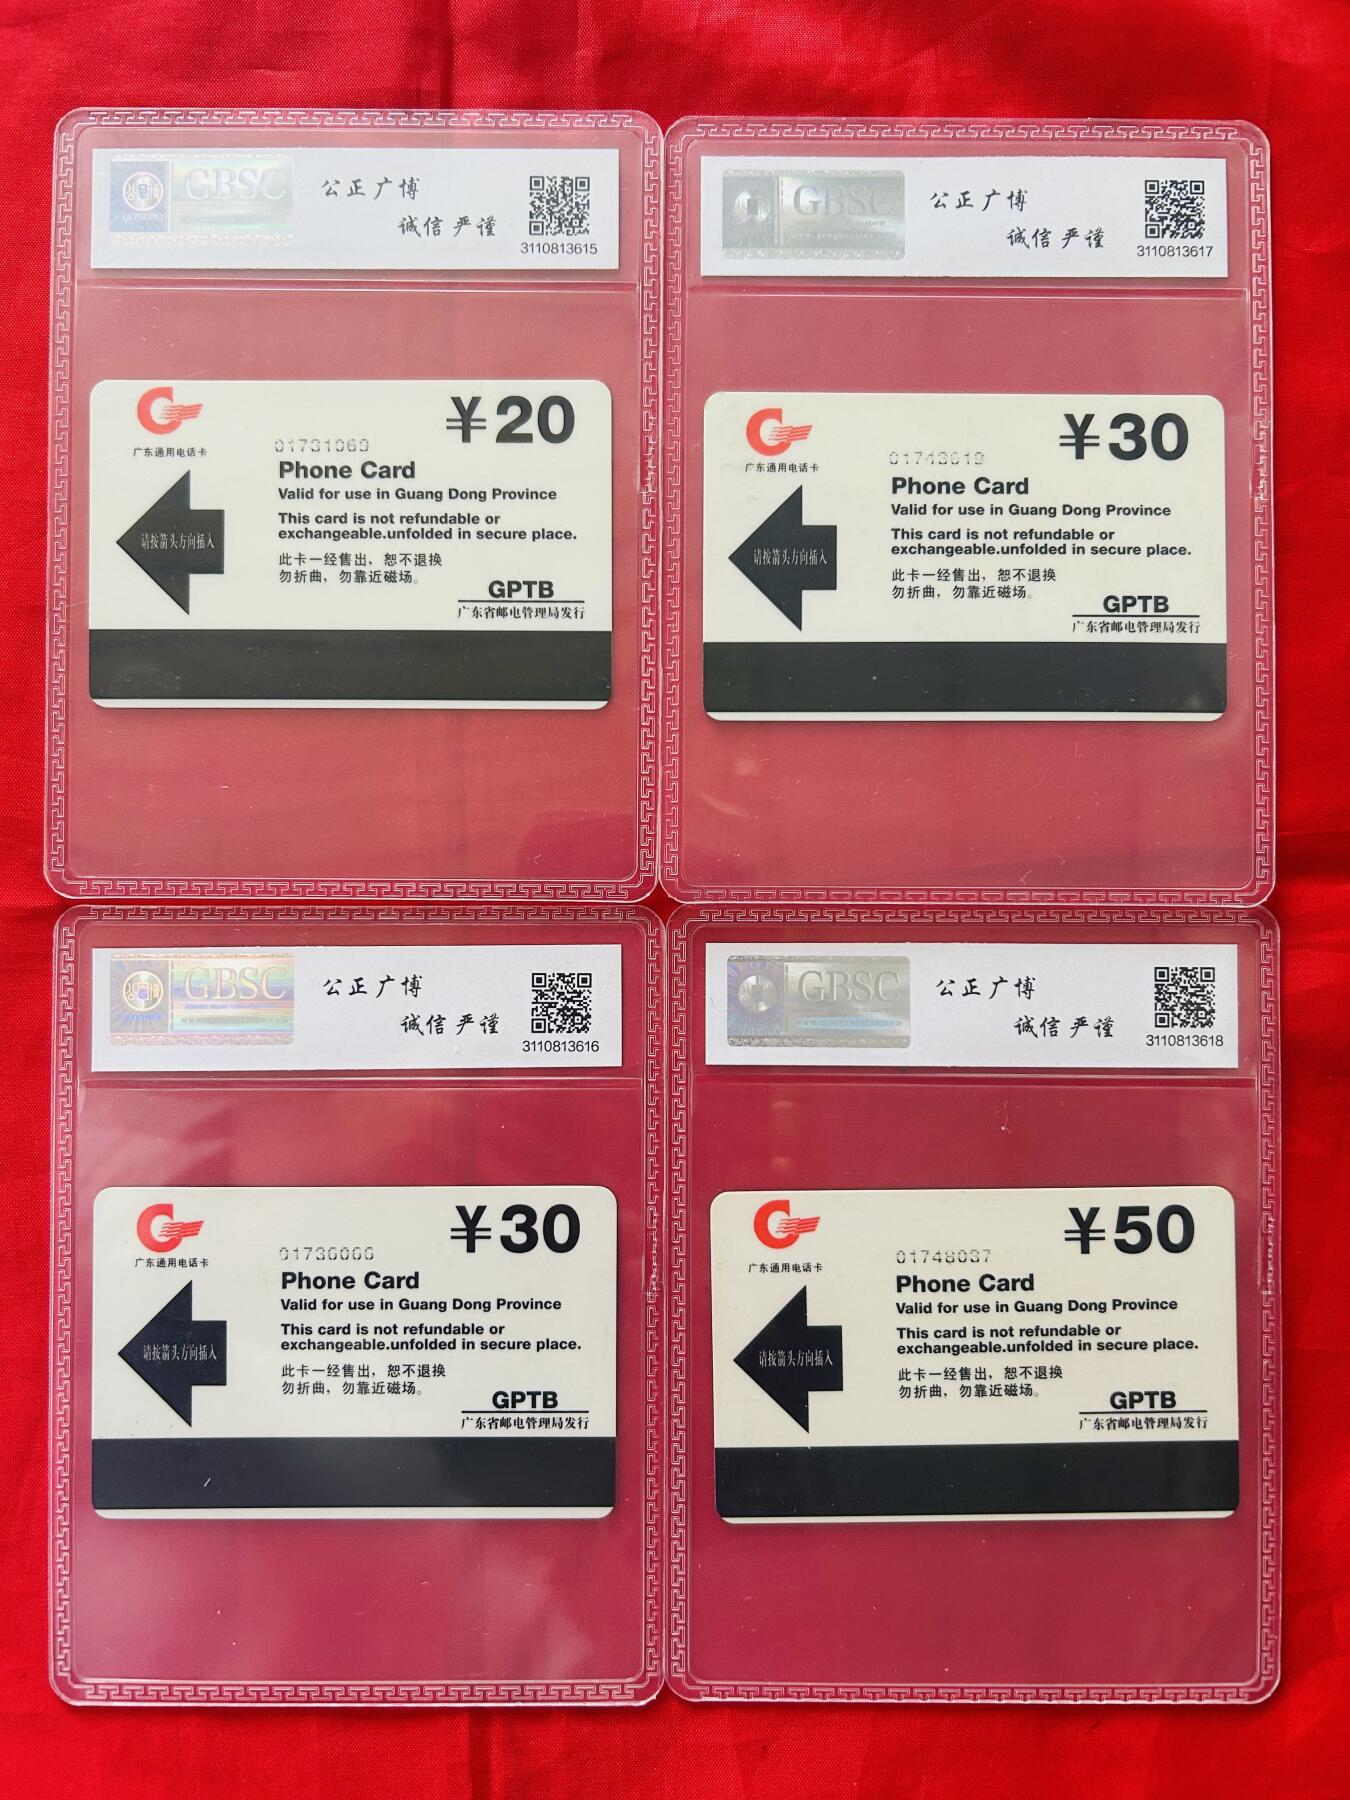 GBSC
GONGBO
公正广博
诚信严谨
3110813615
¥20
广东通用电话卡
01731069
Phone Card
Valid for use in Guang Dong Province
This card is not refundable or
exchangeable.unfolded in secure place.
请按箭头方向插入
此卡一经售出，恕不退换
勿折曲，勿靠近磁场。
GPTB
广东省邮电管理局发行
GBSC
公正广博
诚信严谨
3110813617
¥30
广东通用电话卡
01743019
Phone Card
Valid for use in Guang Dong Province
This card is not refundable or
exchangeable.unfolded in secure place.
请按箭头方向插入
此卡一经售出，恕不退换
勿折曲，勿靠近磁场。
GPTB
广东省邮电管理局发行
GBSC
公正广博
诚信严谨
3110813616
¥30
广东通用电话卡
01736066
Phone Card
Valid for use in Guang Dong Province
This card is not refundable or
exchangeable.unfolded in secure place.
请按箭头方向插入
此卡一经售出，恕不退换
勿折曲，勿靠近磁场。
GPTB
广东省邮电管理局发行
GBSC
公正广博
诚信严谨
3110813618
¥50
广东通用电话卡
01748037
Phone Card
Valid for use in Guang Dong Province
This card is not refundable or
exchangeable.unfolded in secure place.
请按箭头方向插入
此卡一经售出，恕不退换
勿折曲，勿靠近磁场。
GPTB
广东省邮电管理局发行